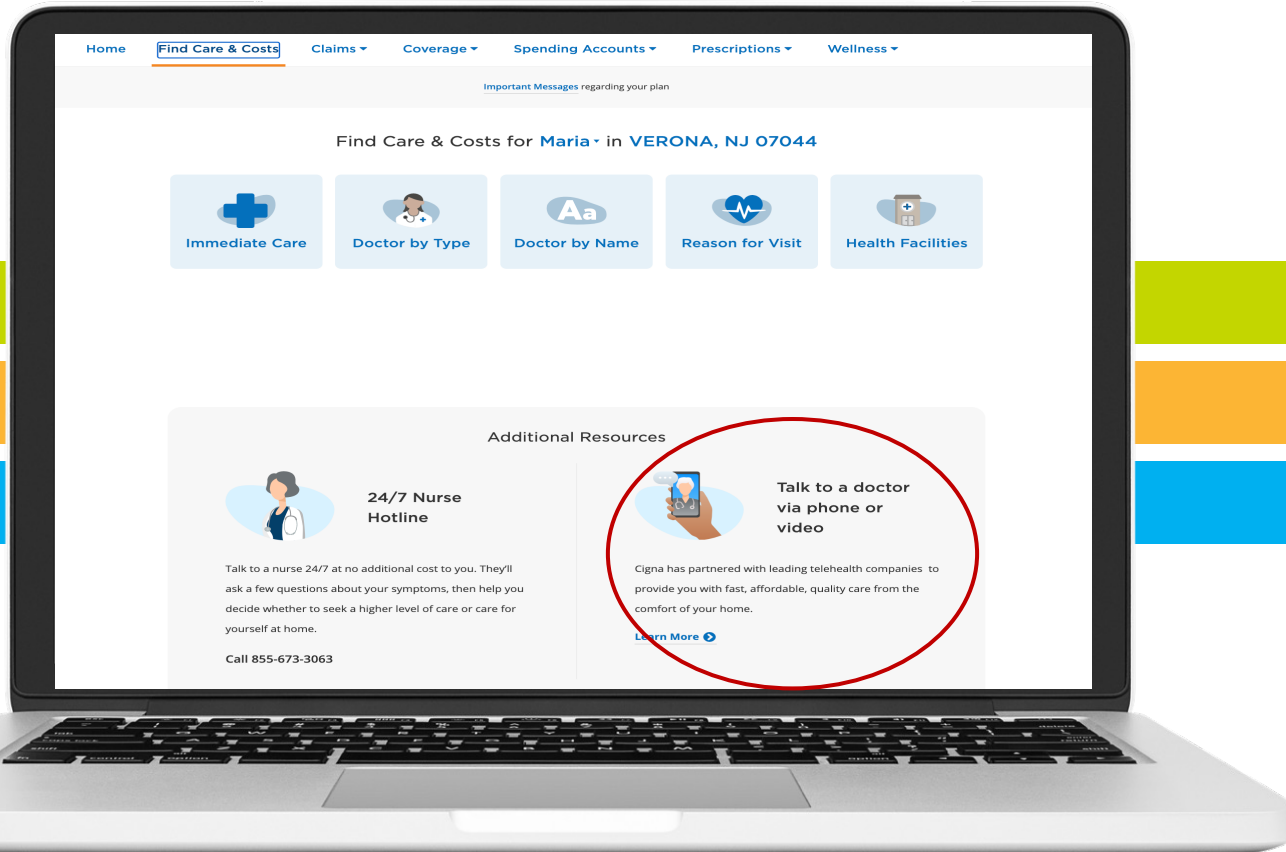 Home Find Care & Costs Claims Coverage Spending Accounts Prescriptions Wellness
Important Messages regarding your plan
Find Care & Costs for Maria in VERONA, NJ 07044
Immediate Care
Doctor by Type
Aa
Doctor by Name
Reason for Visit
Health Facilities
Additional Resources
24/7 Nurse
Hotline
Talk to a nurse 24/7 at no additional cost to you. They'll
ask a few questions about your symptoms, then help you
decide whether to seek a higher level of care or care for
yourself at home.
Call 855-673-3063
Talk to a doctor
via phone or
video
Cigna has partnered with leading telehealth companies to
provide you with fast, affordable, quality care from the
comfort of your home.
Learn More
control
option
option